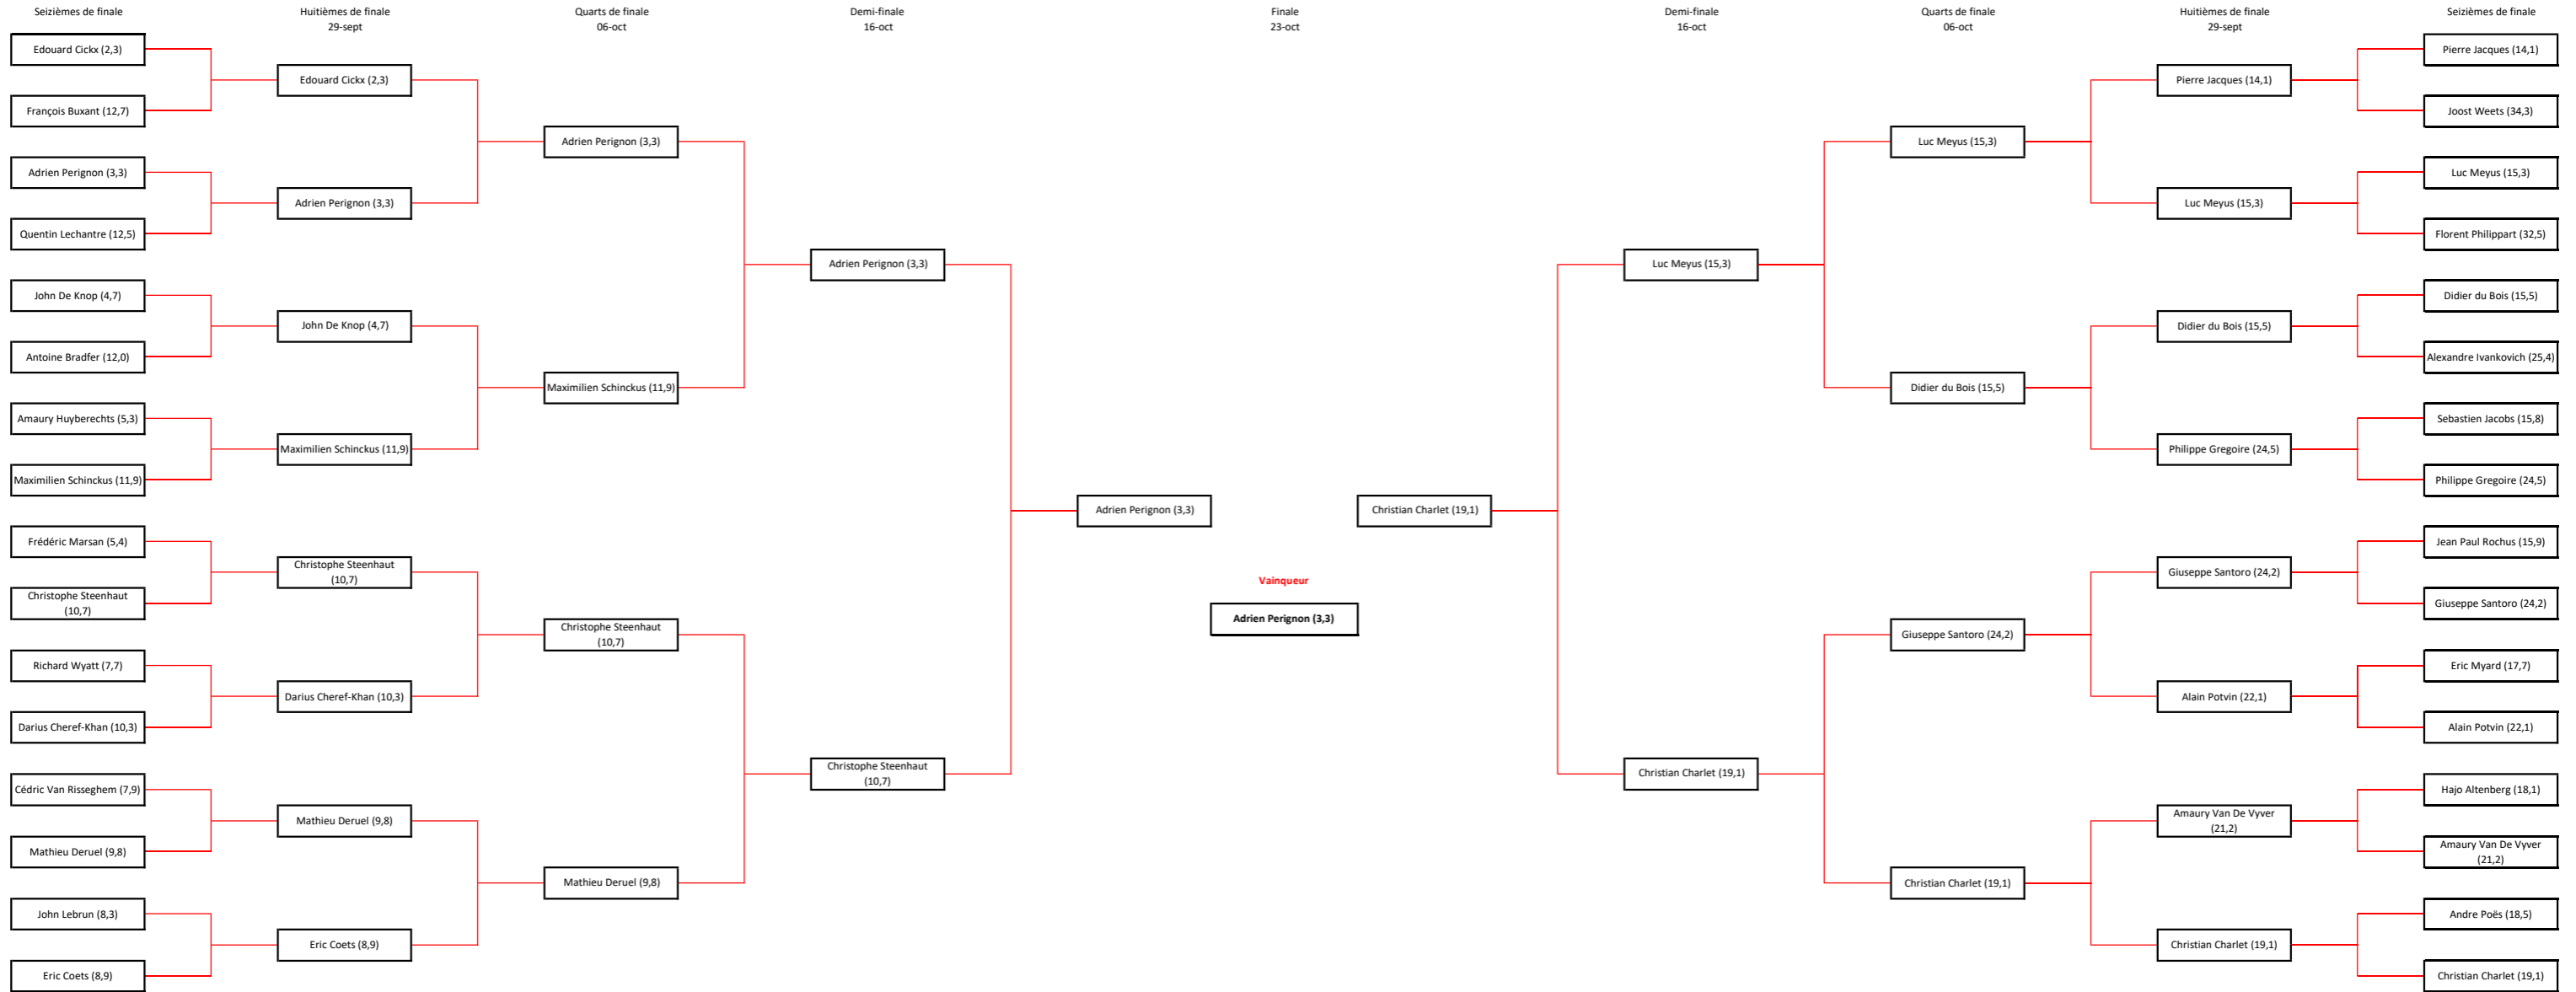 Seizièmes de finale
Huitièmes de finale
29-sept
Quarts de finale
06-oct
Demi-finale
16-oct
Finale
23-oct
Demi-finale
16-oct
Quarts de finale
06-oct
Huitièmes de finale
29-sept
Seizièmes de finale
Edouard Cickx (2,3)
François Buxant (12,7)
Adrien Perignon (3,3)
Quentin Lechantre (12,5)
John De Knop (4,7)
Antoine Bradfer (12,0)
Amaury Huyberechts (5,3)
Maximilien Schinckus (11,9)
Frédéric Marsan (5,4)
Christophe Steenhaut
(10,7)
Richard Wyatt (7,7)
Darius Cheref-Khan (10,3)
Cédric Van Risseghem (7,9)
Mathieu Deruel (9,8)
John Lebrun (8,3)
Eric Coets (8,9)
Edouard Cickx (2,3)
Adrien Perignon (3,3)
John De Knop (4,7)
Maximilien Schinckus (11,9)
Christophe Steenhaut
(10,7)
Darius Cheref-Khan (10,3)
Mathieu Deruel (9,8)
Eric Coets (8,9)
Adrien Perignon (3,3)
Maximilien Schinckus (11,9)
Christophe Steenhaut
(10,7)
Mathieu Deruel (9,8)
Adrien Perignon (3,3)
Christophe Steenhaut
(10,7)
Adrien Perignon (3,3)
Vainqueur
Adrien Perignon (3,3)
Christian Charlet (19,1)
Luc Meyus (15,3)
Christian Charlet (19,1)
Luc Meyus (15,3)
Didier du Bois (15,5)
Giuseppe Santoro (24,2)
Christian Charlet (19,1)
Pierre Jacques (14,1)
Luc Meyus (15,3)
Didier du Bois (15,5)
Philippe Gregoire (24,5)
Giuseppe Santoro (24,2)
Alain Potvin (22,1)
Amaury Van De Vyver
(21,2)
Christian Charlet (19,1)
Pierre Jacques (14,1)
Joost Weets (34,3)
Luc Meyus (15,3)
Florent Philippart (32,5)
Didier du Bois (15,5)
Alexandre Ivankovich (25,4)
Sebastien Jacobs (15,8)
Philippe Gregoire (24,5)
Jean Paul Rochus (15,9)
Giuseppe Santoro (24,2)
Eric Myard (17,7)
Alain Potvin (22,1)
Hajo Altenberg (18,1)
Amaury Van De Vyver
(21,2)
Andre Poës (18,5)
Christian Charlet (19,1)